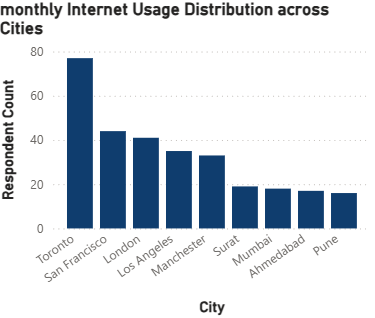 monthly Internet Usage Distribution across
Cities
80
60
40
20
0
Respondent Count
Toronto
San Francisco
London
Los Angeles
Manchester
Surat
Mumbai
Ahmedabad
Pune
City